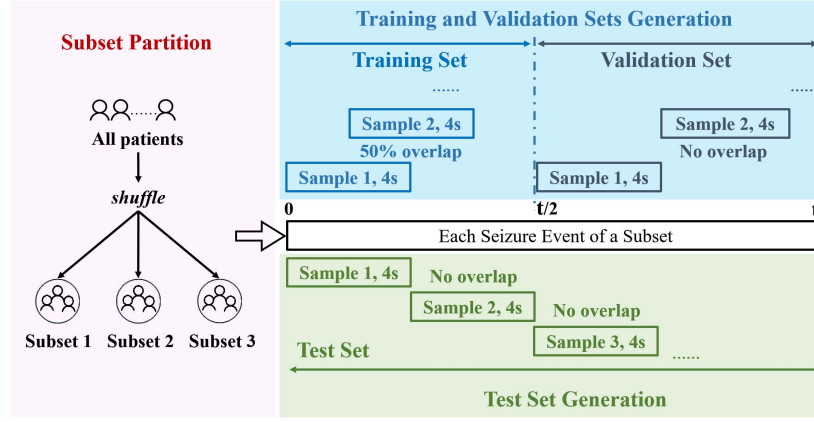 Subset Partition
......
All patients
shuffle
Subset 1 Subset 2 Subset 3
Training and Validation Sets Generation
Training Set
Validation Set
......
......
Sample 2, 4s
50% overlap
Sample 1, 4s
Sample 2, 4s
No overlap
Sample 1, 4s
0 t/2 t
Each Seizure Event of a Subset
Sample 1, 4s
No overlap
Sample 2, 4s
No overlap
Sample 3, 4s
......
Test Set
Test Set Generation